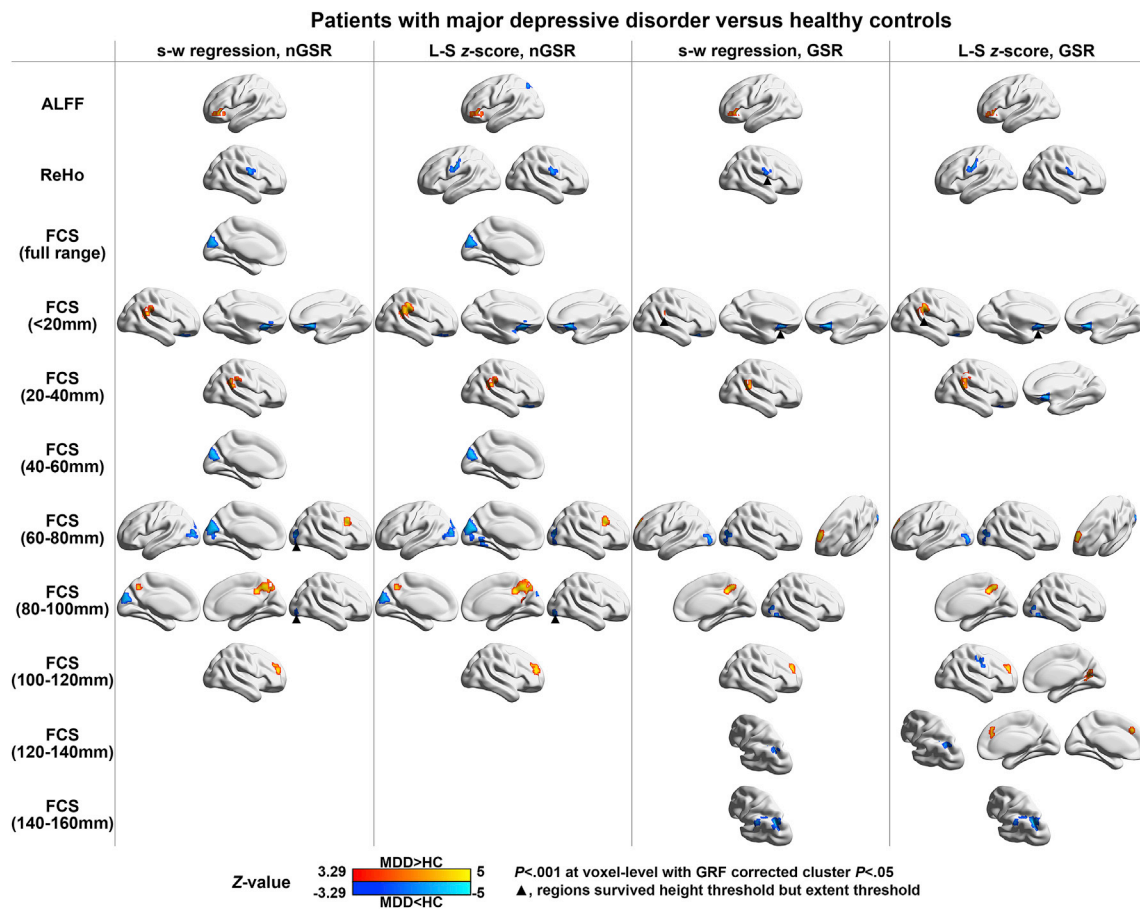 Patients with major depressive disorder versus healthy controls
s-w regression, nGSR
L-S z-score, nGSR
s-w regression, GSR
L-S z-score, GSR
ALFF
ReHo
FCS
(full range)
FCS
(<20mm)
FCS
(20-40mm)
FCS
(40-60mm)
FCS
(60-80mm)
FCS
(80-100mm)
FCS
(100-120mm)
FCS
(120-140mm)
FCS
(140-160mm)
Z-value
MDD>HC
3.29 5
-3.29 -5
MDD<HC
P<.001 at voxel-level with GRF corrected cluster P<.05
▲, regions survived height threshold but extent threshold